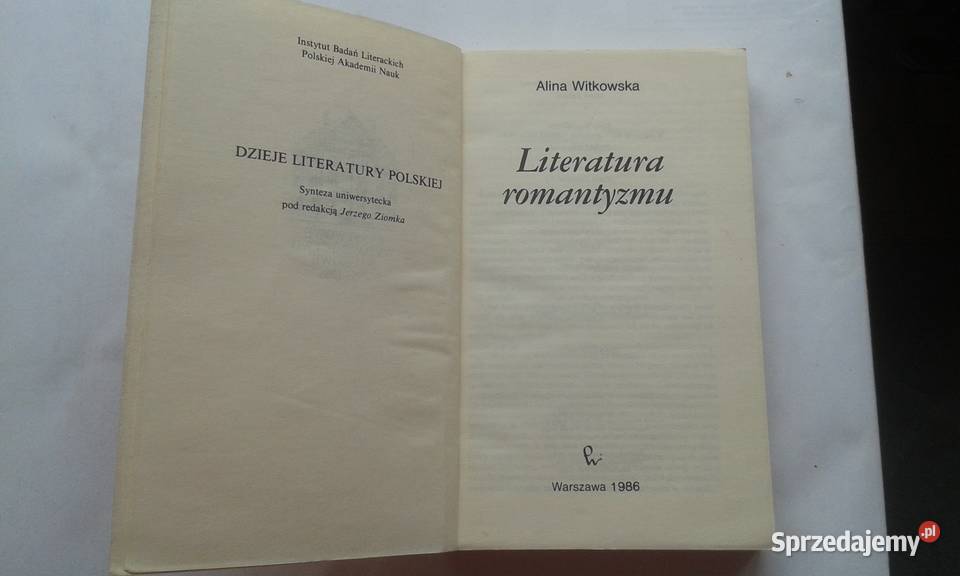 Instytut Badań Literackich
Polskiej Akademii Nauk
DZIEJE LITERATURY POLSKIEJ
Synteza uniwersytecka
pod redakcją Jerzego Ziomka
Alina Witkowska
Literatura
romantyzmu
Warszawa 1986
Sprzedajemy.pl